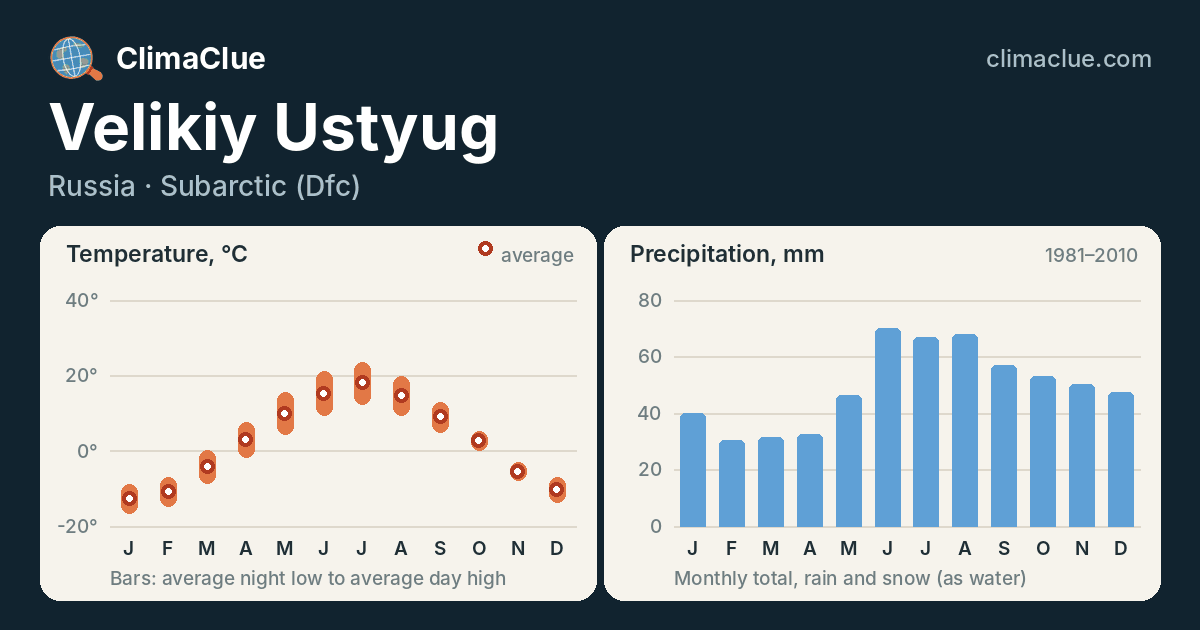 ClimaClue
climaclue.com
Velikiy Ustyug
Russia · Subarctic (Dfc)
Temperature, °C
average
40°
20°
0°
-20°
J F M A M J J A S O N D
Bars: average night low to average day high
Precipitation, mm
1981–2010
80
60
40
20
0
J F M A M J J A S O N D
Monthly total, rain and snow (as water)